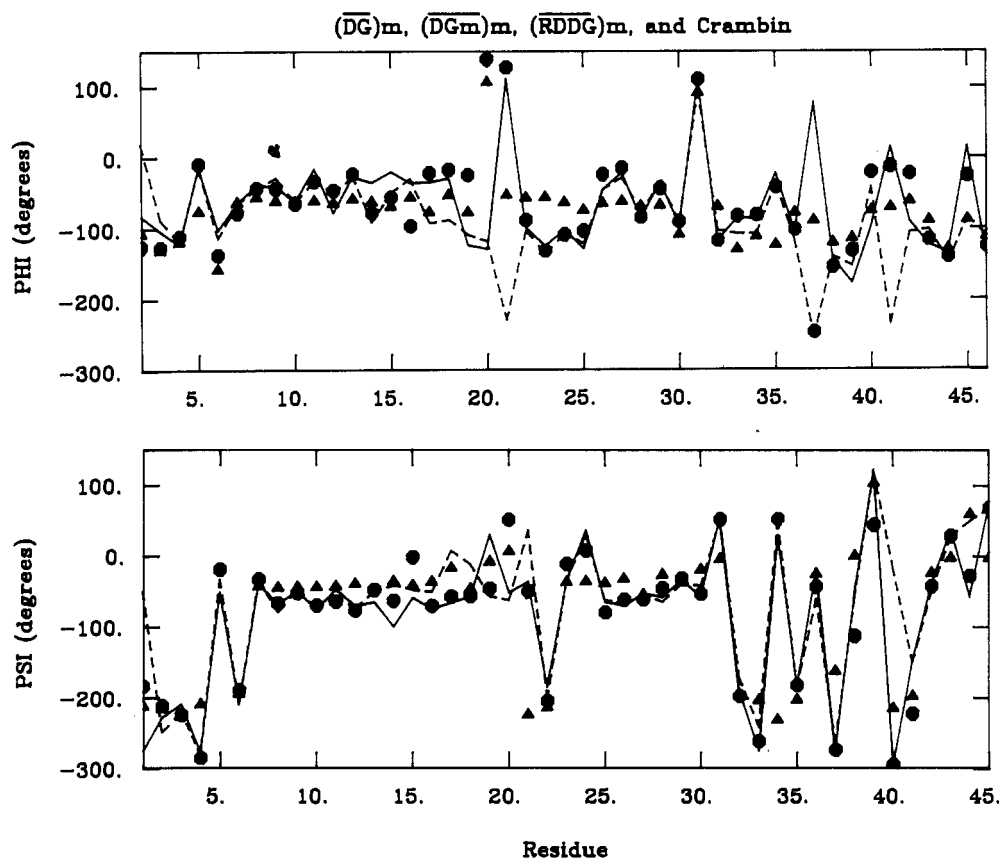 (DG)m, (DGm)m, (RDDG)m, and Crambin
PHI (degrees)
100.
0.
-100.
-200.
-300.
5. 10. 15. 20. 25. 30. 35. 40. 45.
PSI (degrees)
100.
0.
-100.
-200.
-300.
5. 10. 15. 20. 25. 30. 35. 40. 45.
Residue